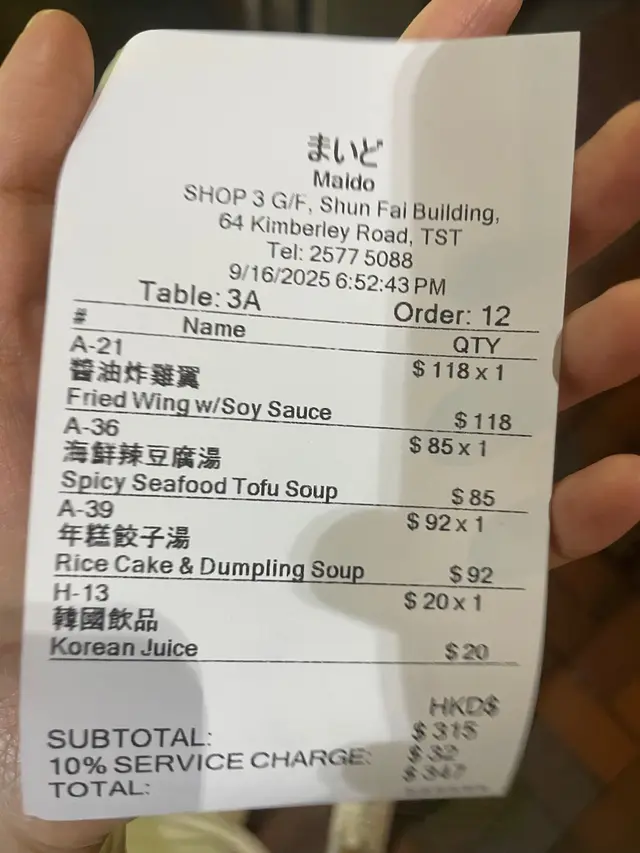 まいど
Maido
SHOP 3 G/F, Shun Fai Building,
64 Kimberley Road, TST
Tel: 2577 5088
9/16/2025 6:52:43 PM
Table: 3A Order: 12
# Name QTY
A-21 $ 118 x 1
醬油炸雞翼
Fried Wing w/Soy Sauce $ 118
A-36 $ 85 x 1
海鮮辣豆腐湯
Spicy Seafood Tofu Soup $ 85
A-39 $ 92 x 1
年糕餃子湯
Rice Cake & Dumpling Soup $ 92
H-13 $ 20 x 1
韓國飲品
Korean Juice $ 20
HKD$
SUBTOTAL: $ 315
10% SERVICE CHARGE: $ 32
TOTAL: $ 347